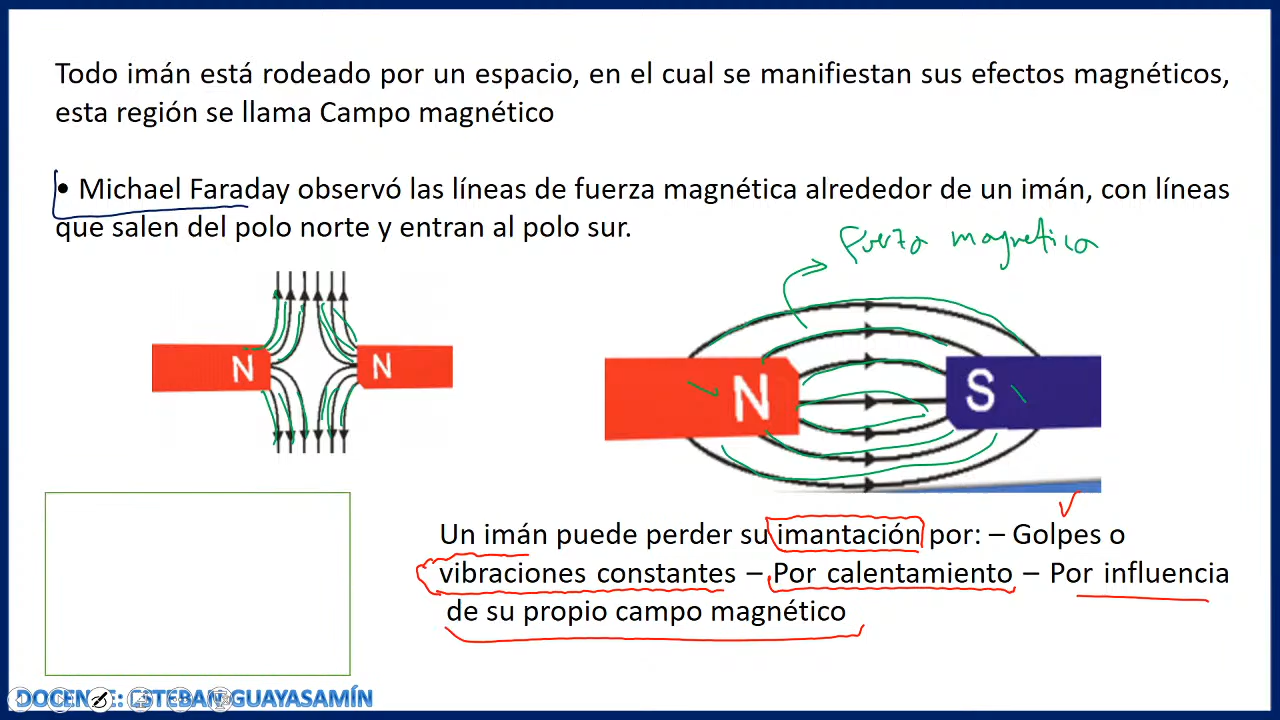 Todo imán está rodeado por un espacio, en el cual se manifiestan sus efectos magnéticos,
esta región se llama Campo magnético
• Michael Faraday observó las líneas de fuerza magnética alrededor de un imán, con líneas
que salen del polo norte y entran al polo sur.
Fuerza magnetica
N N
N S
Un imán puede perder su imantación por: – Golpes o
vibraciones constantes – Por calentamiento – Por influencia
de su propio campo magnético
DOCENTE: ESTEBAN GUAYASAMÍN